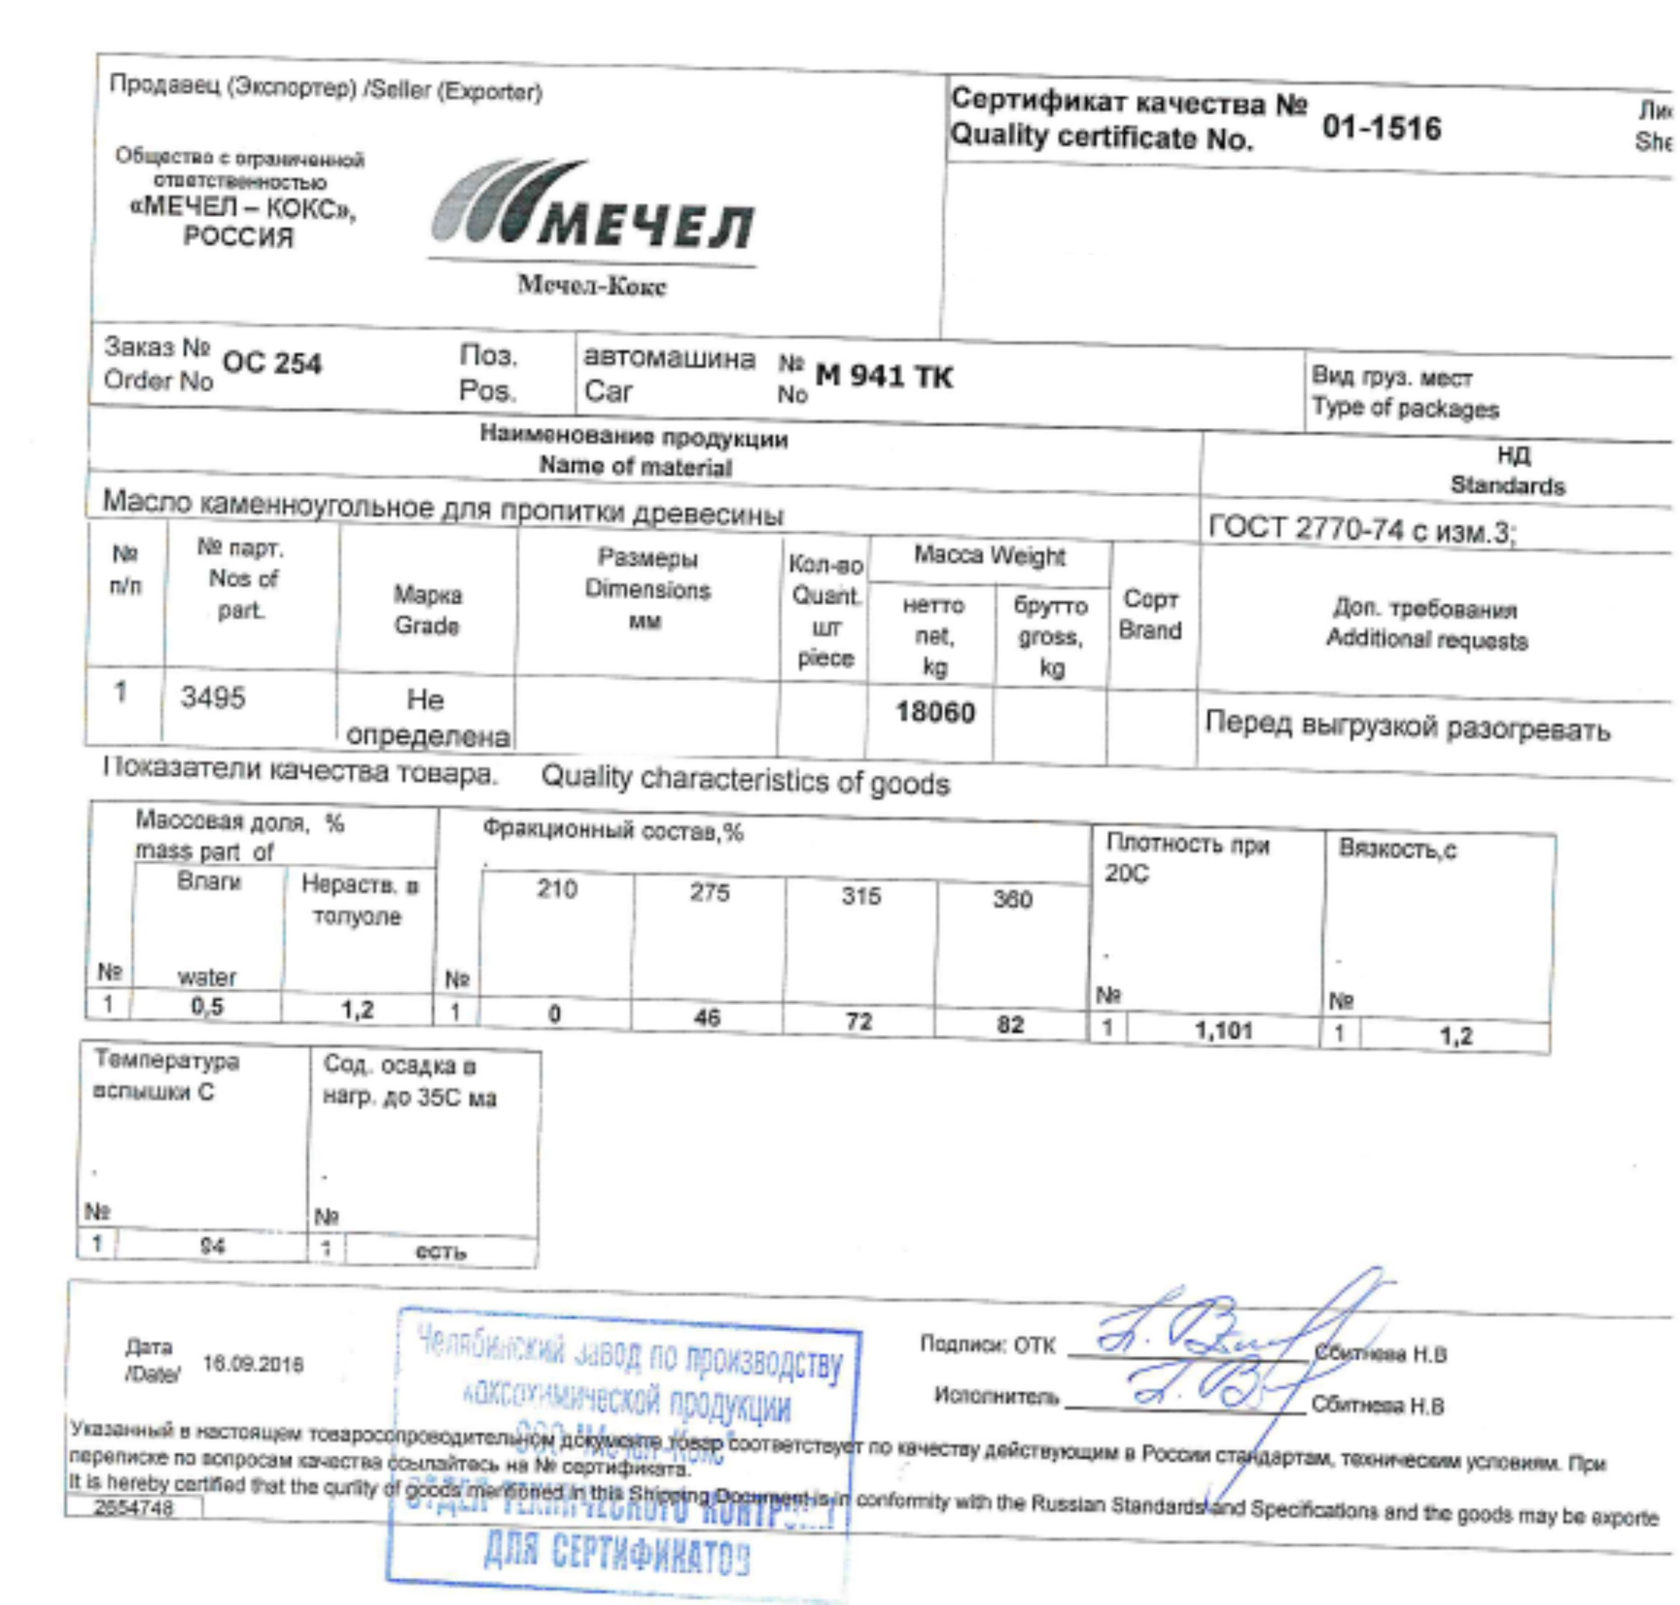 Продавец (Экспортер) /Seller (Exporter)
Общество с ограниченной
ответственностью
«МЕЧЕЛ – КОКС»,
РОССИЯ
МЕЧЕЛ
Мечел-Кокс
Сертификат качества №
Quality certificate No.
01-1516
Заказ №
Order No
ОС 254
Поз.
Pos.
автомашина
Car
№
No
М 941 ТК
Вид груз. мест
Type of packages
Наименование продукции
Name of material
НД
Standards
Масло каменноугольное для пропитки древесины
ГОСТ 2770-74 с изм.3;
№
п/п
№ парт.
Nos of
part.
Марка
Grade
Размеры
Dimensions
мм
Кол-во
Quant.
шт
piece
Масса Weight
нетто
net,
kg
брутто
gross,
kg
Сорт
Brand
Доп. требования
Additional requests
1 3495 Не
определена
18060
Перед выгрузкой разогревать
Показатели качества товара. Quality characteristics of goods
Массовая доля, %
mass part of
Влаги
water
Нераств. в
толуоле
Фракционный состав,%
210 275 315 360
Плотность при
20С
Вязкость,с
№ № № №
1 0,5 1,2 1 0 46 72 82 1 1,101 1 1,2
Температура
вспышки С
Сод. осадка в
нагр. до 35С ма
№ №
1 94 1 есть
Дата
/Date/
16.09.2016
Челябинский завод по производству
коксохимической продукции
ООО "Мечел-Кокс"
ОТДЕЛ ТЕХНИЧЕСКОГО
ДЛЯ СЕРТИФИКАТОВ
Подписи: ОТК
Сбитнева Н.В
Исполнитель
Сбитнева Н.В
Указанный в настоящем товаросопроводительном документе товар соответствует по качеству действующим в России стандартам, техническим условиям. При
переписке по вопросам качества ссылайтесь на № сертификата.
It is hereby certified that the qurlity of goods mentioned in this Shipping Document is in conformity with the Russian Standards and Specifications and the goods may be exporte
2654748